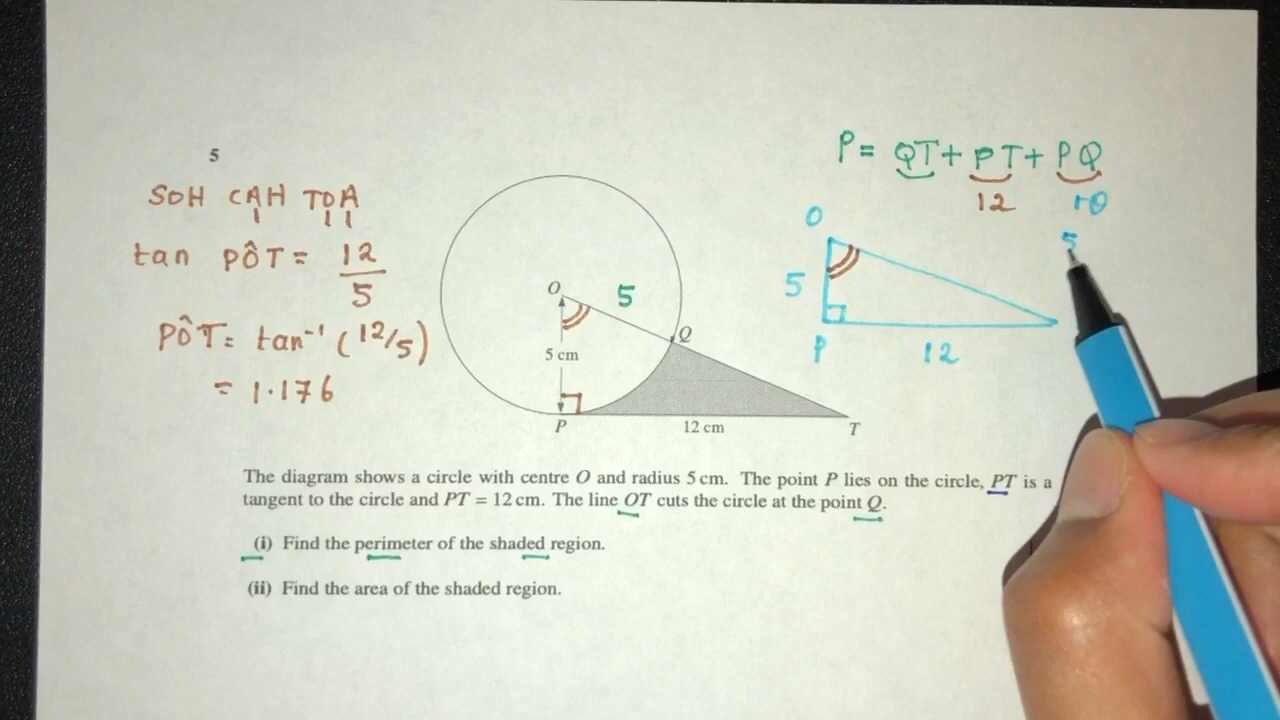 5
SOH CAH TOA
tan PÔT = 12
5
PÔT = tan⁻¹ (12/5)
= 1.176
P = QT + PT + PQ
12 rθ
5
O
5
P 12
O
5
Q
5 cm
P
12 cm
T
The diagram shows a circle with centre O and radius 5 cm. The point P lies on the circle, PT is a
tangent to the circle and PT = 12 cm. The line OT cuts the circle at the point Q.
(i) Find the perimeter of the shaded region.
(ii) Find the area of the shaded region.